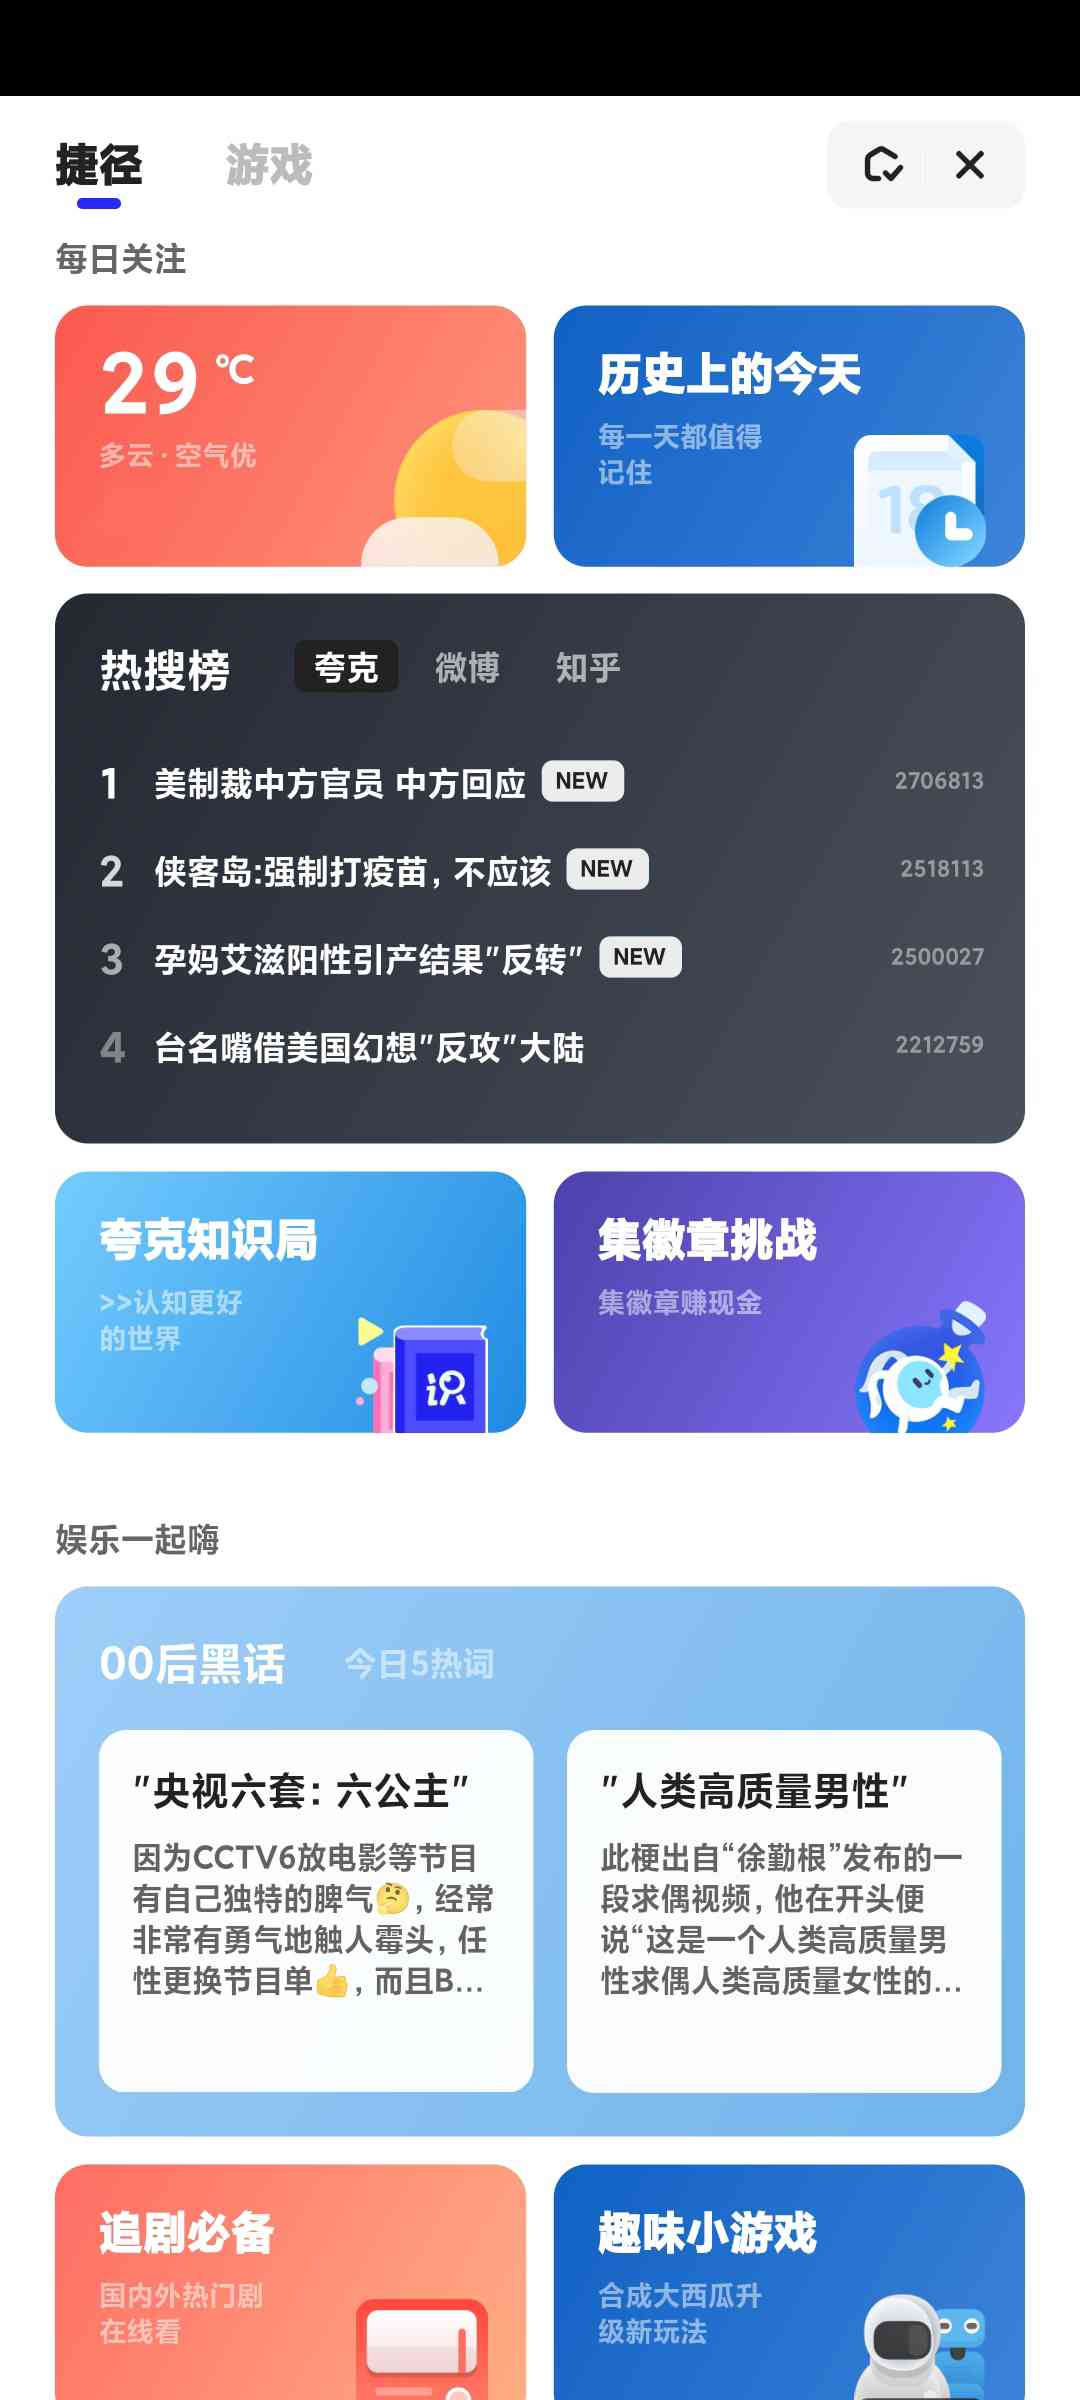 捷径 游戏
每日关注
29 ℃
多云 · 空气优
历史上的今天
每一天都值得
记住
18
热搜榜 夸克 微博 知乎
1 美制裁中方官员 中方回应 NEW 2706813
2 侠客岛:强制打疫苗，不应该 NEW 2518113
3 孕妈艾滋阳性引产结果"反转" NEW 2500027
4 台名嘴借美国幻想"反攻"大陆 2212759
夸克知识局
>>认知更好
的世界
识
集徽章挑战
集徽章赚现金
娱乐一起嗨
00后黑话 今日5热词
"央视六套：六公主"
因为CCTV6放电影等节目
有自己独特的脾气🤔，经常
非常有勇气地触人霉头，任
性更换节目单👍，而且B...
"人类高质量男性"
此梗出自“徐勤根”发布的一
段求偶视频，他在开头便
说“这是一个人类高质量男
性求偶人类高质量女性的...
追剧必备
国内外热门剧
在线看
趣味小游戏
合成大西瓜升
级新玩法